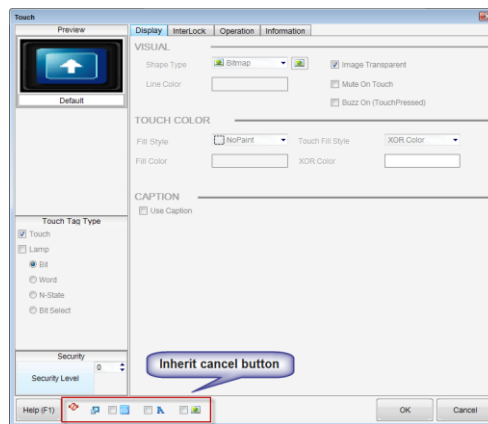 Touch
Preview
Default
Display InterLock Operation Information
VISUAL
Shape Type Bitmap Image Transparent
Line Color Mute On Touch
Buzz On (TouchPressed)
TOUCH COLOR
Fill Style NoPaint Touch Fill Style XOR Color
Fill Color XOR Color
CAPTION
Use Caption
Touch Tag Type
Touch
Lamp
Bit
Word
N-State
Bit Select
Security
0
Security Level
Inherit cancel button
Help (F1) A OK Cancel